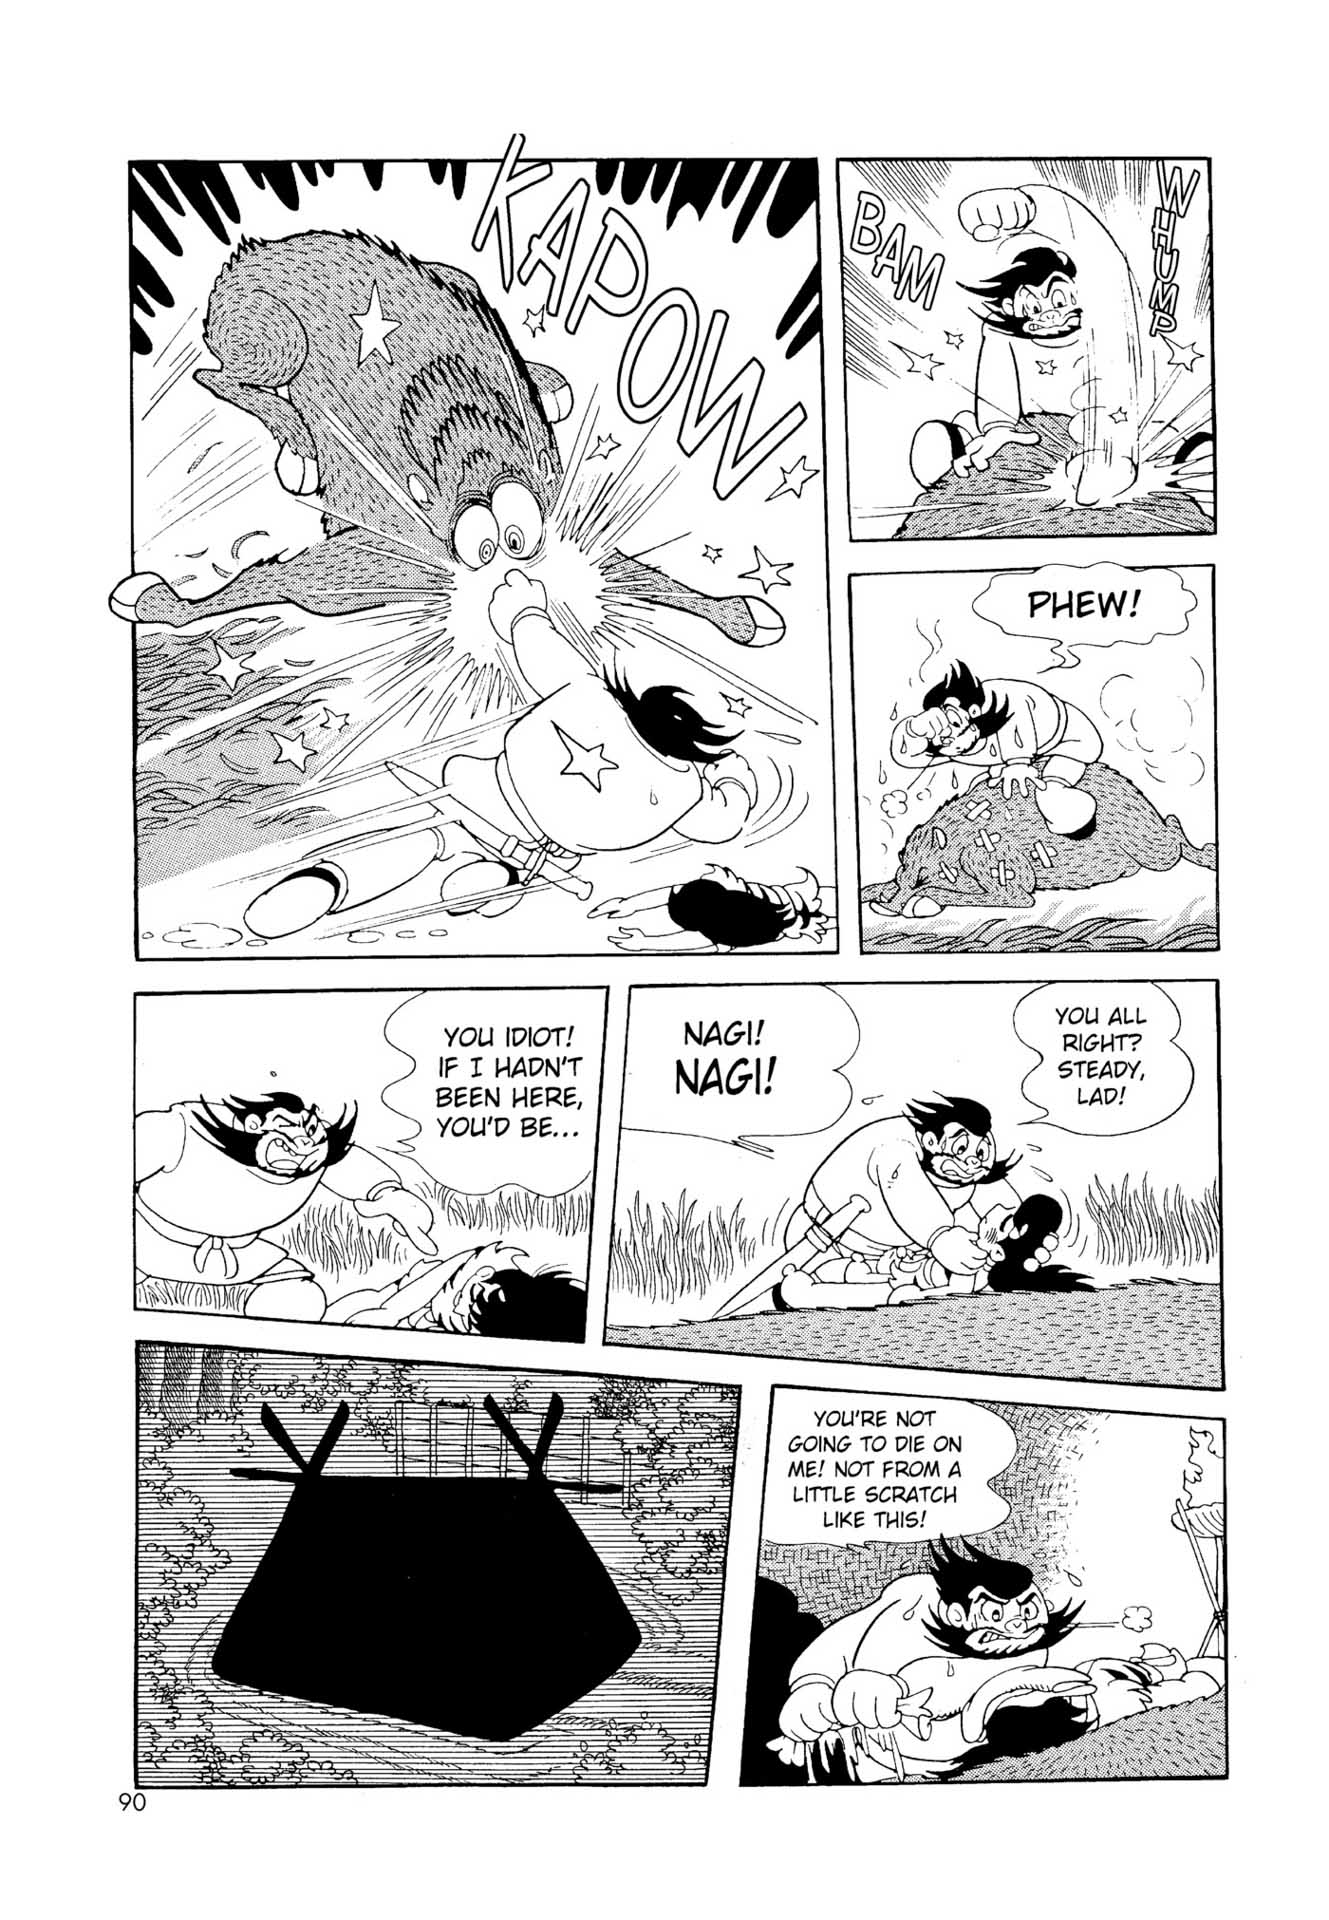 KAPOW
BAM
WHUMP
PHEW!
YOU IDIOT!
IF I HADN'T
BEEN HERE,
YOU'D BE...
NAGI!
NAGI!
YOU ALL
RIGHT?
STEADY,
LAD!
YOU'RE NOT
GOING TO DIE ON
ME! NOT FROM A
LITTLE SCRATCH
LIKE THIS!
90